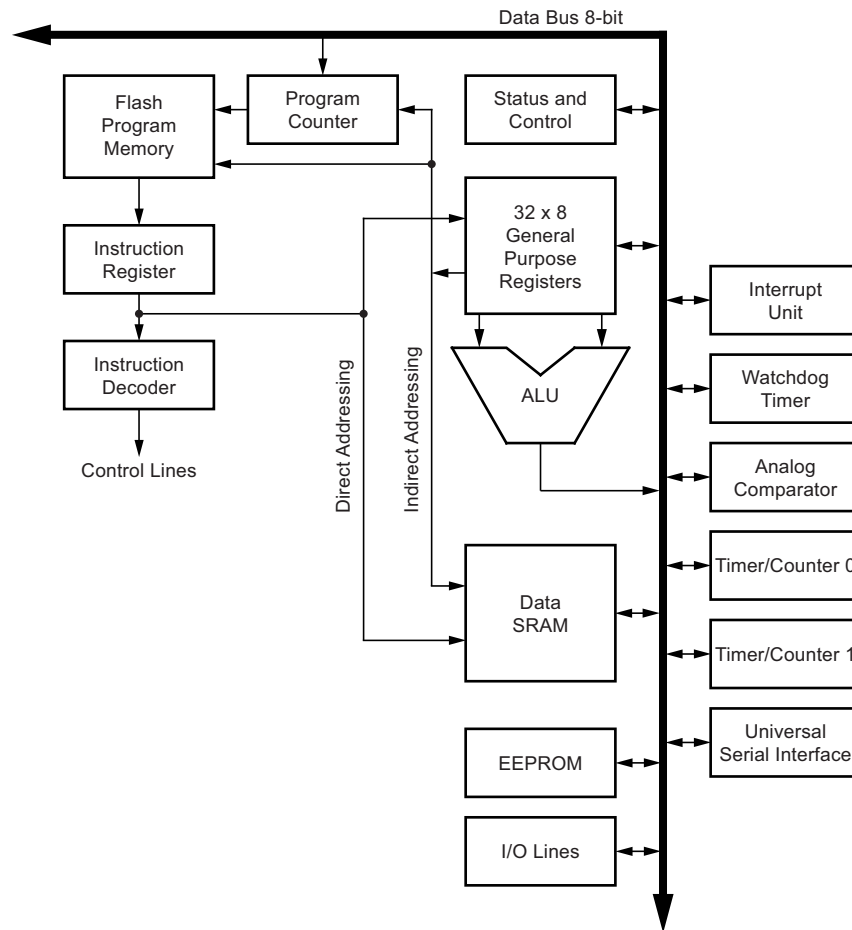 Data Bus 8-bit
Flash
Program
Memory
Program
Counter
Status and
Control
32 x 8
General
Purpose
Registers
Instruction
Register
Interrupt
Unit
Instruction
Decoder
Control Lines
Direct Addressing
Indirect Addressing
ALU
Watchdog
Timer
Analog
Comparator
Data
SRAM
Timer/Counter 0
Timer/Counter 1
Universal
Serial Interface
EEPROM
I/O Lines